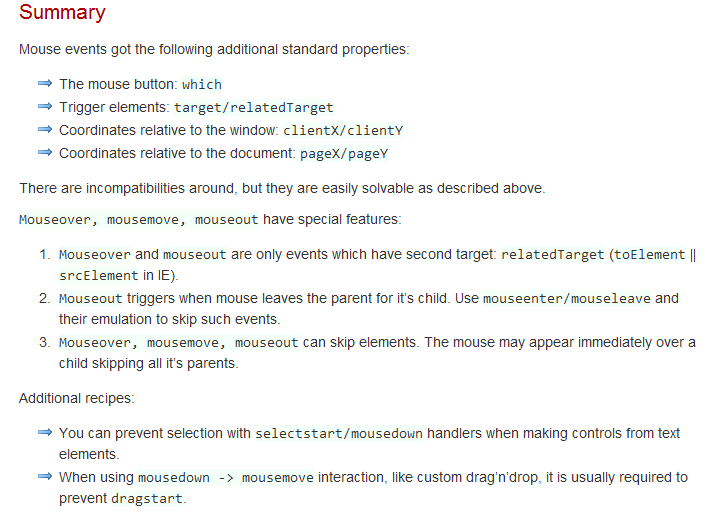 Summary
Mouse events got the following additional standard properties:
The mouse button: which
Trigger elements: target/relatedTarget
Coordinates relative to the window: clientX/clientY
Coordinates relative to the document: pageX/pageY
There are incompatibilities around, but they are easily solvable as described above.
Mouseover, mousemove, mouseout have special features:
1. Mouseover and mouseout are only events which have second target: relatedTarget (toElement ||
srcElement in IE).
2. Mouseout triggers when mouse leaves the parent for it's child. Use mouseenter/mouseleave and
their emulation to skip such events.
3. Mouseover, mousemove, mouseout can skip elements. The mouse may appear immediately over a
child skipping all it's parents.
Additional recipes:
You can prevent selection with selectstart/mousedown handlers when making controls from text
elements.
When using mousedown -> mousemove interaction, like custom drag'n'drop, it is usually required to
prevent dragstart.